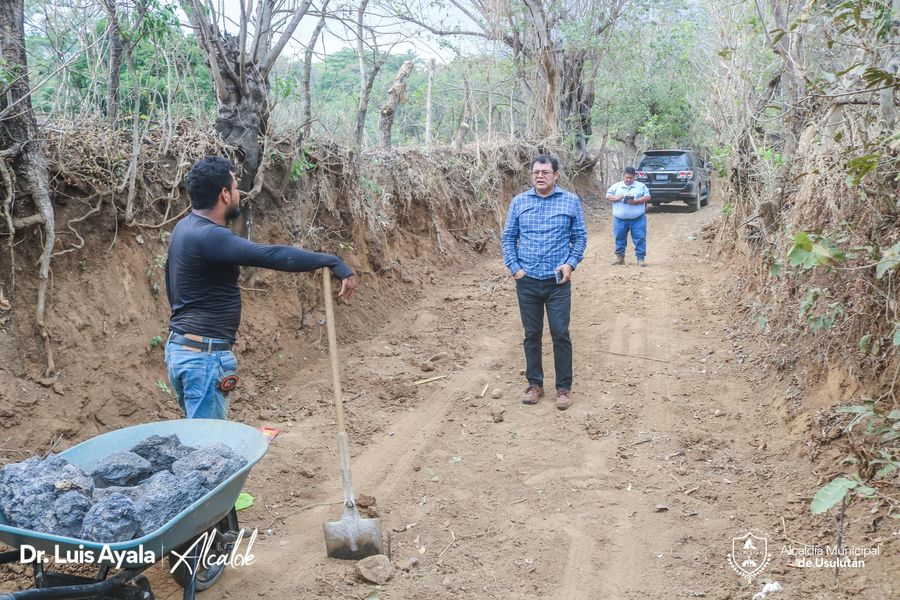 Dr. Luis Ayala | Alcalde
Alcaldía Municipal
de Usulután